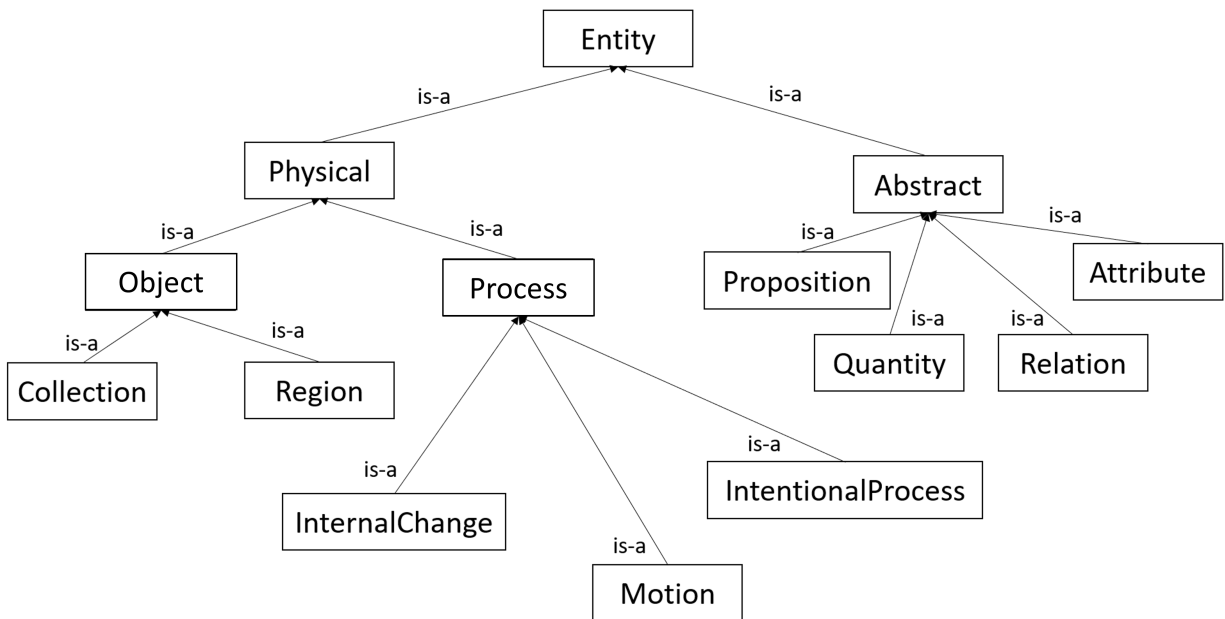 Entity
is-a
is-a
Physical
Abstract
is-a
is-a
is-a
is-a
Object
Process
Proposition
Attribute
is-a
is-a
is-a
is-a
Collection
Region
Quantity
Relation
is-a
is-a
IntentionalProcess
InternalChange
is-a
Motion